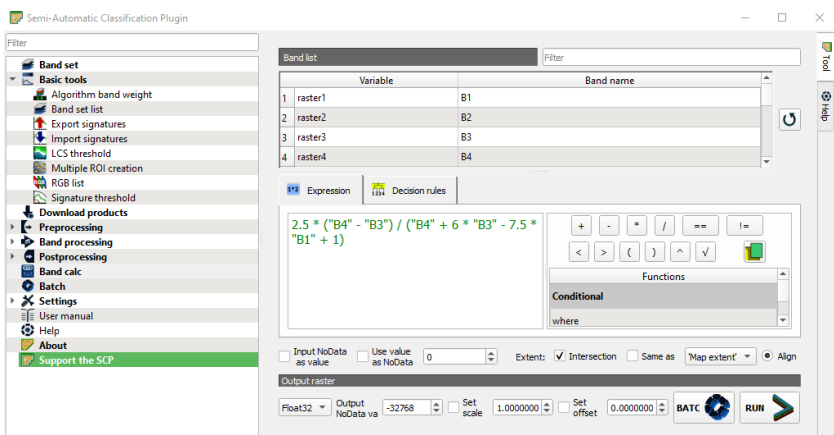 Semi-Automatic Classification Plugin
Filter
Band set
Basic tools
Algorithm band weight
Band set list
Export signatures
Import signatures
LCS threshold
Multiple ROI creation
RGB list
Signature threshold
Download products
Preprocessing
Band processing
Postprocessing
Band calc
Batch
Settings
User manual
Help
About
Support the SCP
Band list
Filter
Variable Band name
1 raster1 B1
2 raster2 B2
3 raster3 B3
4 raster4 B4
Expression Decision rules
2.5 * ("B4" - "B3") / ("B4" + 6 * "B3" - 7.5 *
"B1" + 1)
+ - * / == !=
< > ( ) ^ √
Functions
Conditional
where
Input NoData as value
Use value as NoData
0
Extent: Intersection Same as 'Map extent' Align
Output raster
Float32
Output NoData va
-32768
Set scale
1.0000000
Set offset
0.0000000
BATC
RUN
Tool
Help